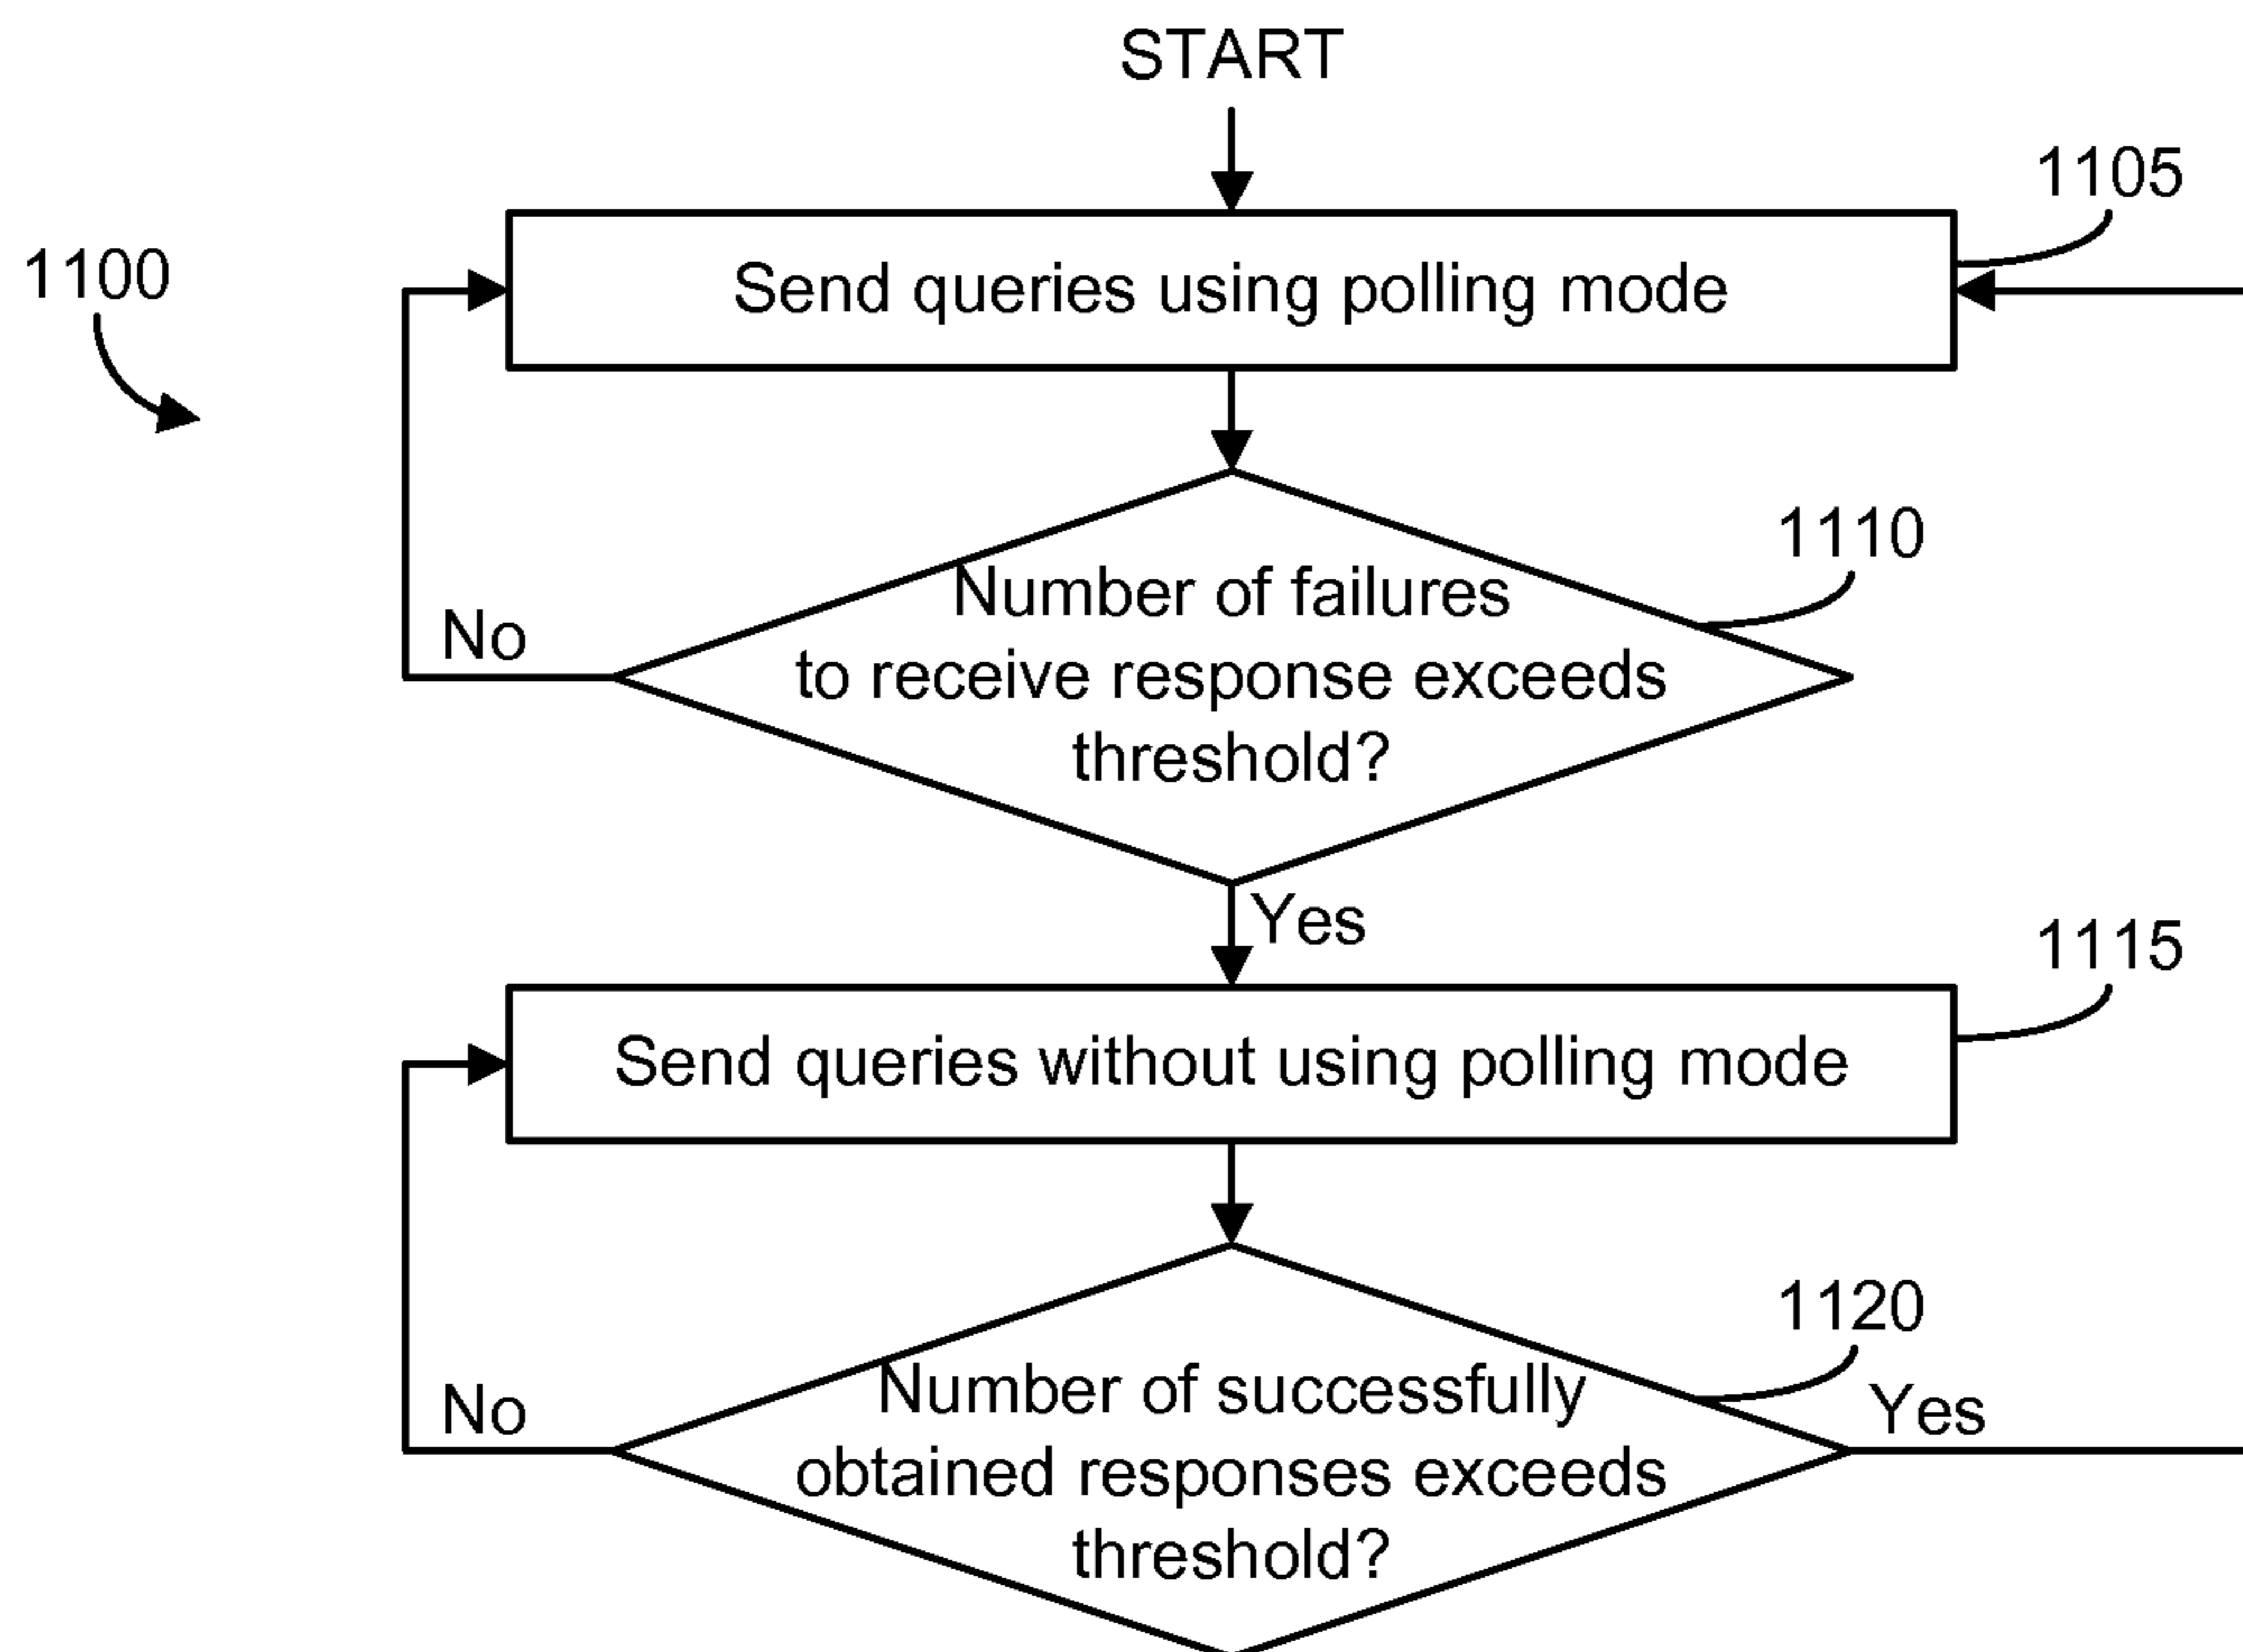 START
1105
1100
Send queries using polling mode
1110
Number of failures
to receive response exceeds
threshold?
No
Yes
1115
Send queries without using polling mode
1120
Number of successfully
obtained responses exceeds
threshold?
No
Yes